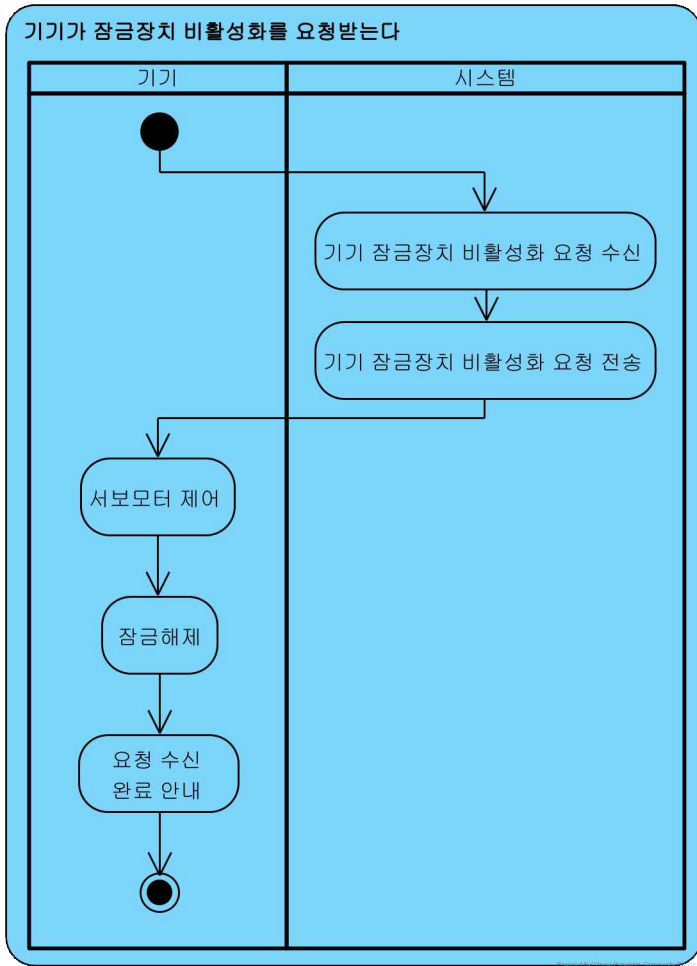 기기가 잠금장치 비활성화를 요청받는다
기기
시스템
기기 잠금장치 비활성화 요청 수신
기기 잠금장치 비활성화 요청 전송
서보모터 제어
잠금해제
요청 수신
완료 안내